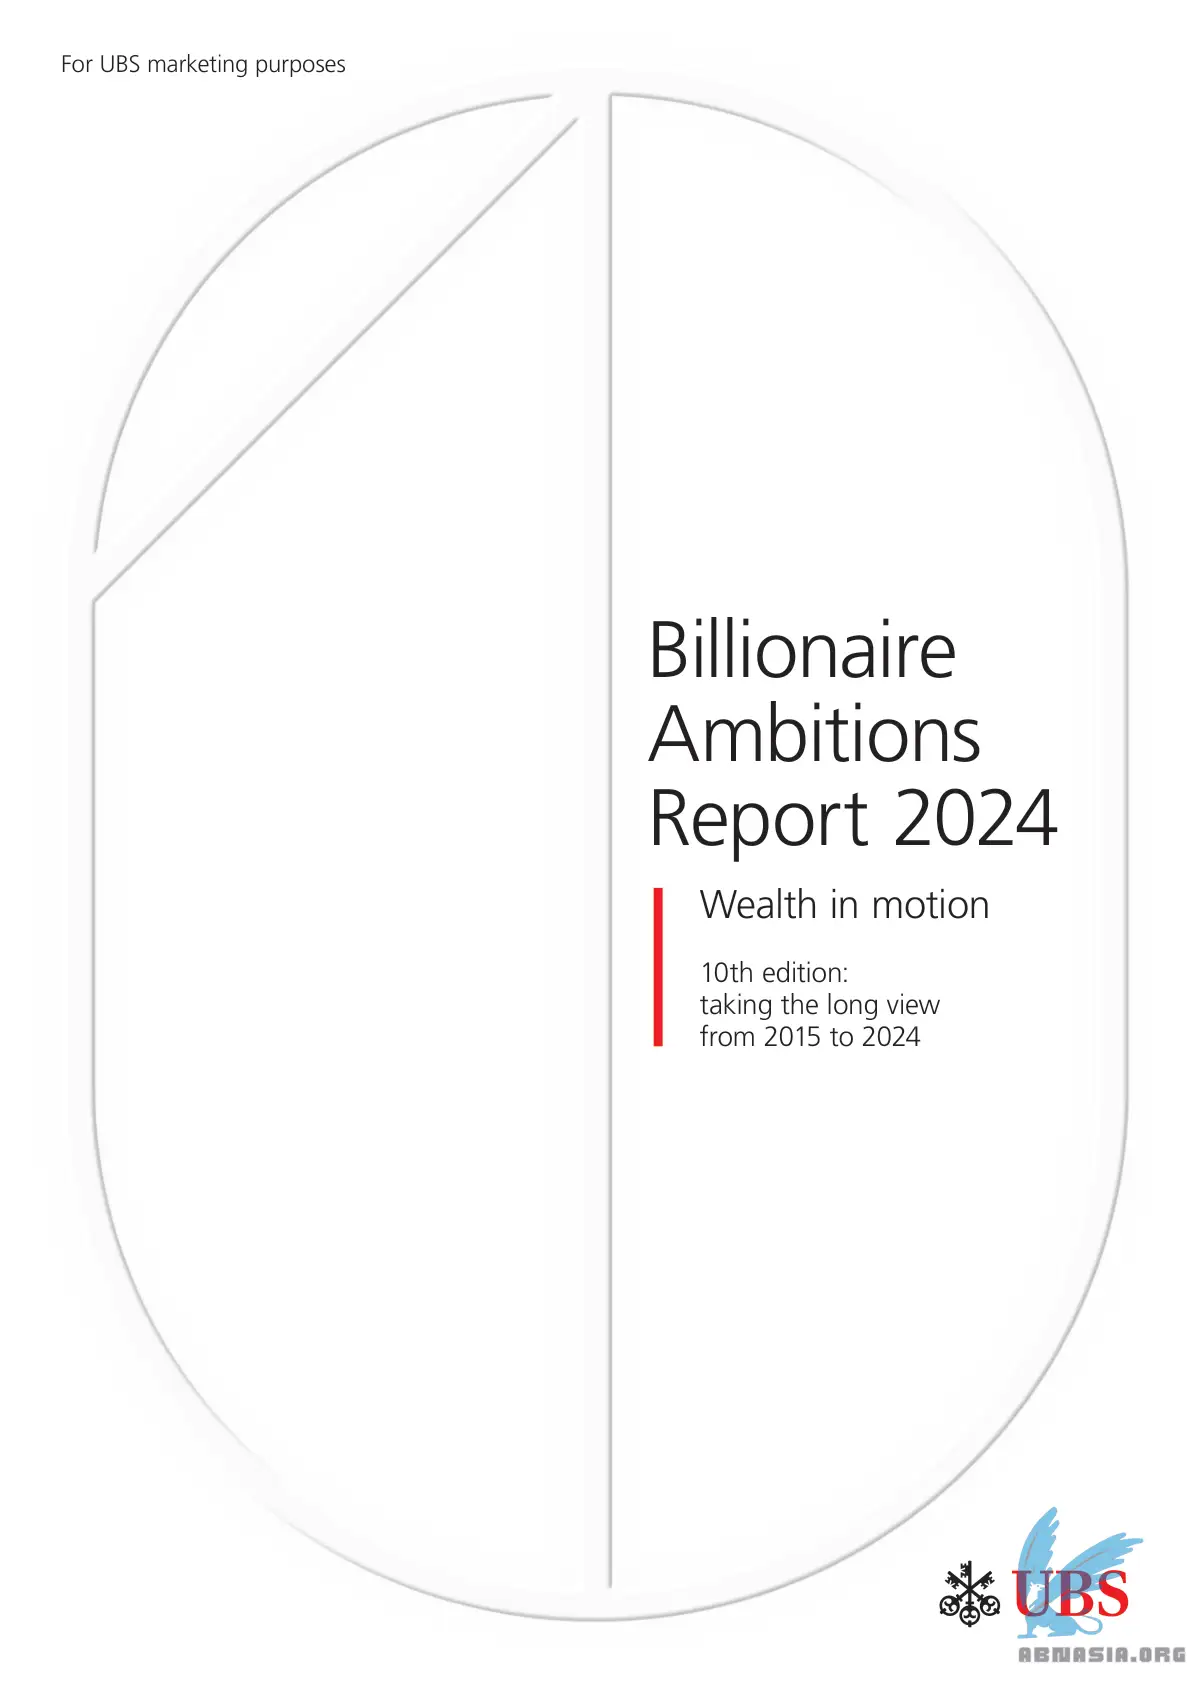 For UBS marketing purposes
Billionaire
Ambitions
Report 2024
Wealth in motion
10th edition:
taking the long view
from 2015 to 2024
UBS
ABNASIA.ORG